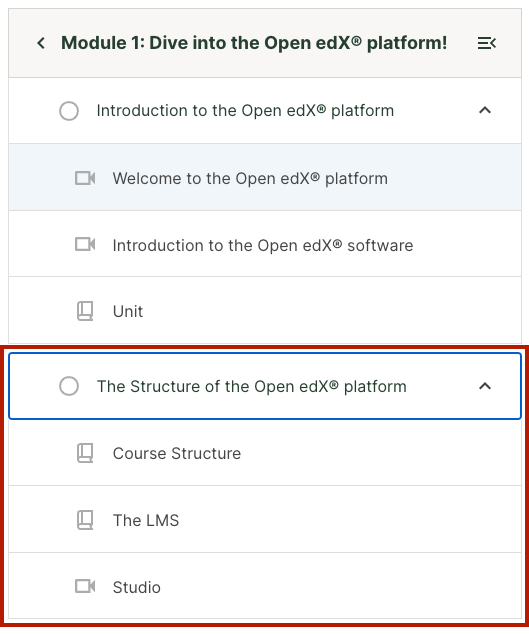 Module 1: Dive into the Open edX® platform!
Introduction to the Open edX® platform
Welcome to the Open edX® platform
Introduction to the Open edX® software
Unit
The Structure of the Open edX® platform
Course Structure
The LMS
Studio